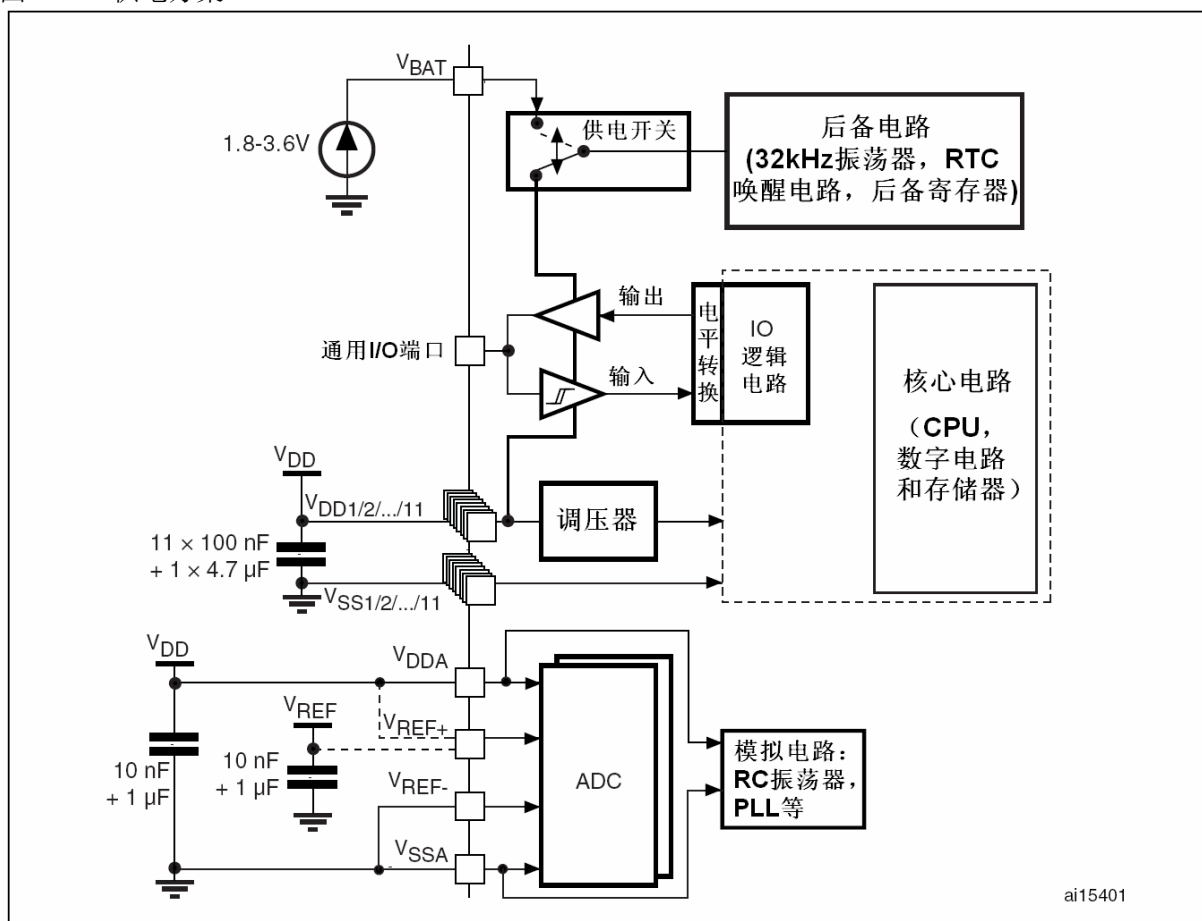 VBAT
1.8-3.6V
供电开关
后备电路
(32kHz振荡器，RTC
唤醒电路，后备寄存器)
通用I/O端口
输出
输入
电平转换
IO
逻辑
电路
核心电路
（CPU，
数字电路
和存储器）
VDD
VDD1/2/.../11
11 × 100 nF
+ 1 × 4.7 µF
VSS1/2/.../11
调压器
VDD
VDDA
VREF
VREF+
10 nF
+ 1 µF
10 nF
+ 1 µF
VREF-
VSSA
ADC
模拟电路：
RC振荡器，
PLL等
ai15401